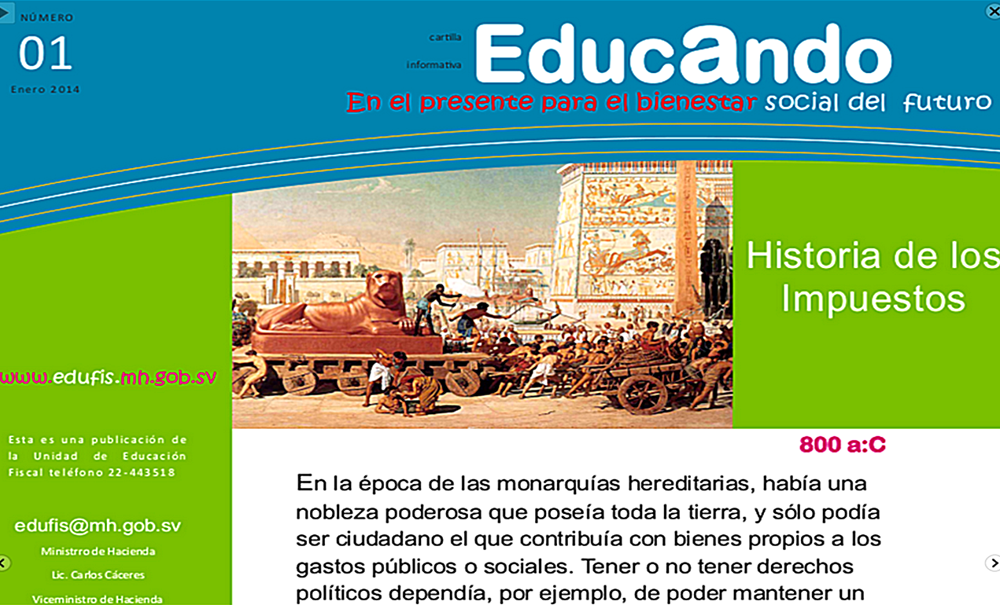 NÚMERO
01
Enero 2014
cartilla
informativa
Educando
En el presente para el bienestar social del futuro
Historia de los
Impuestos
www.edufis.mh.gob.sv
Esta es una publicación de
la Unidad de Educación
Fiscal teléfono 22-443518
edufis@mh.gob.sv
Ministrro de Hacienda
Lic. Carlos Cáceres
Viceministro de Hacienda
800 a:C
En la época de las monarquías hereditarias, había una
nobleza poderosa que poseía toda la tierra, y sólo podía
ser ciudadano el que contribuía con bienes propios a los
gastos públicos o sociales. Tener o no tener derechos
políticos dependía, por ejemplo, de poder mantener un